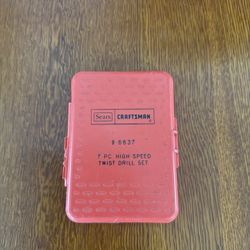 Sears CRAFTSMAN
9 6637
7 PC HIGH SPEED
TWIST DRILL SET